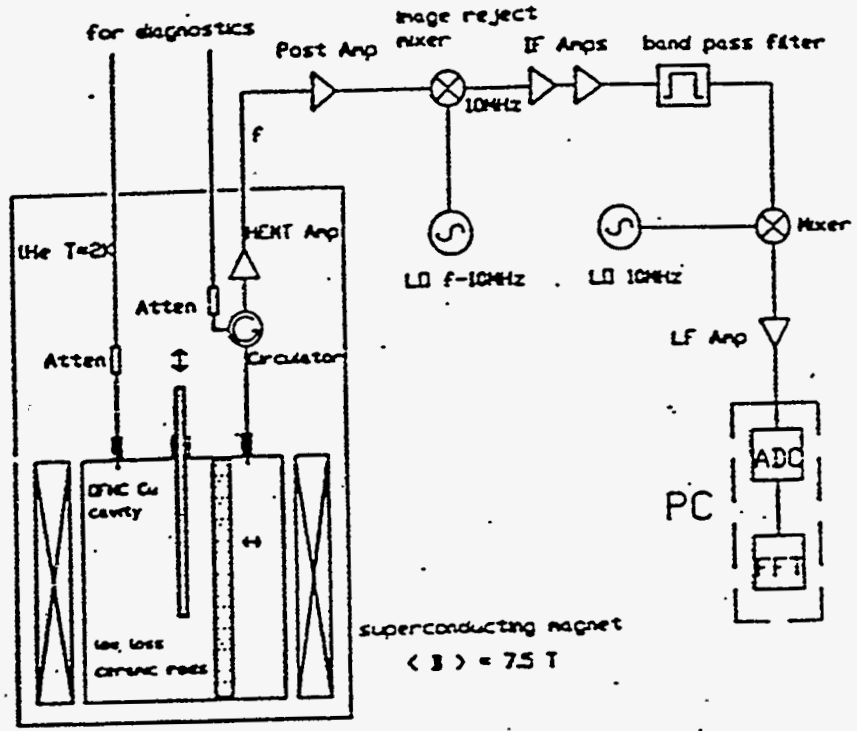 for diagnostics
Post Amp
Image reject
mixer
IF Amps
band pass filter
10MHz
f
HEMT Amp
LHe T=2K
LO f-10MHz
LO 10MHz
Mixer
Atten
Circulator
Atten
LF Amp
OFHC Cu
cavity
ADC
PC
FFT
low loss
ceramic rods
superconducting magnet
< B > = 7.5 T